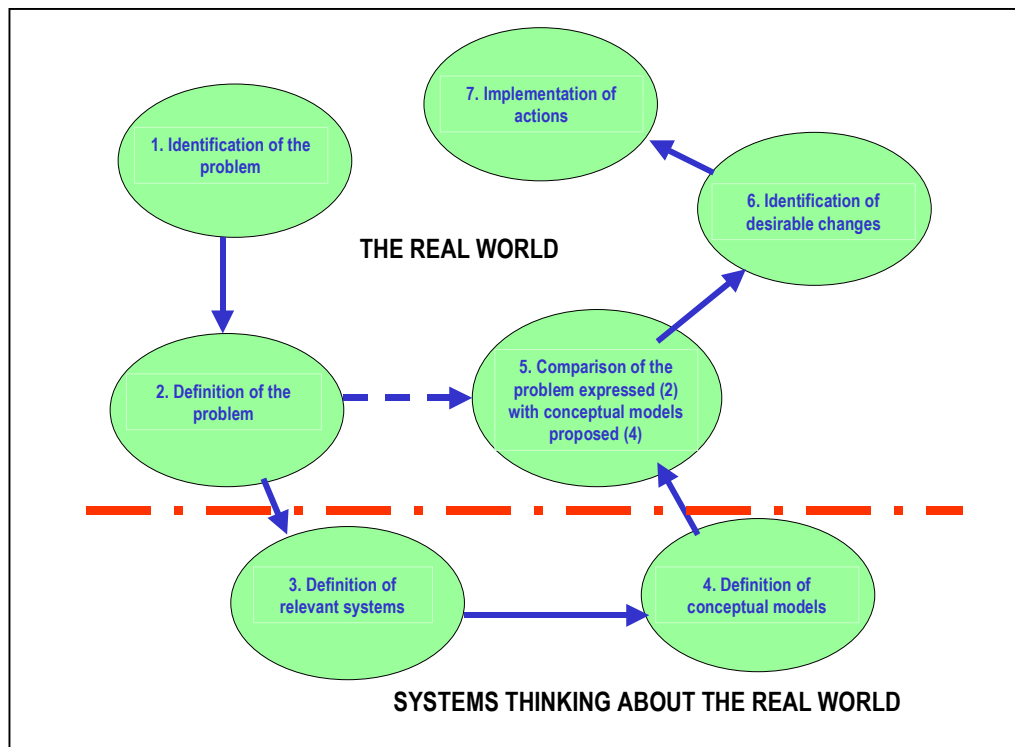 1. Identification of the
problem
7. Implementation of
actions
6. Identification of
desirable changes
THE REAL WORLD
2. Definition of the
problem
5. Comparison of the
problem expressed (2)
with conceptual models
proposed (4)
3. Definition of
relevant systems
4. Definition of
conceptual models
SYSTEMS THINKING ABOUT THE REAL WORLD